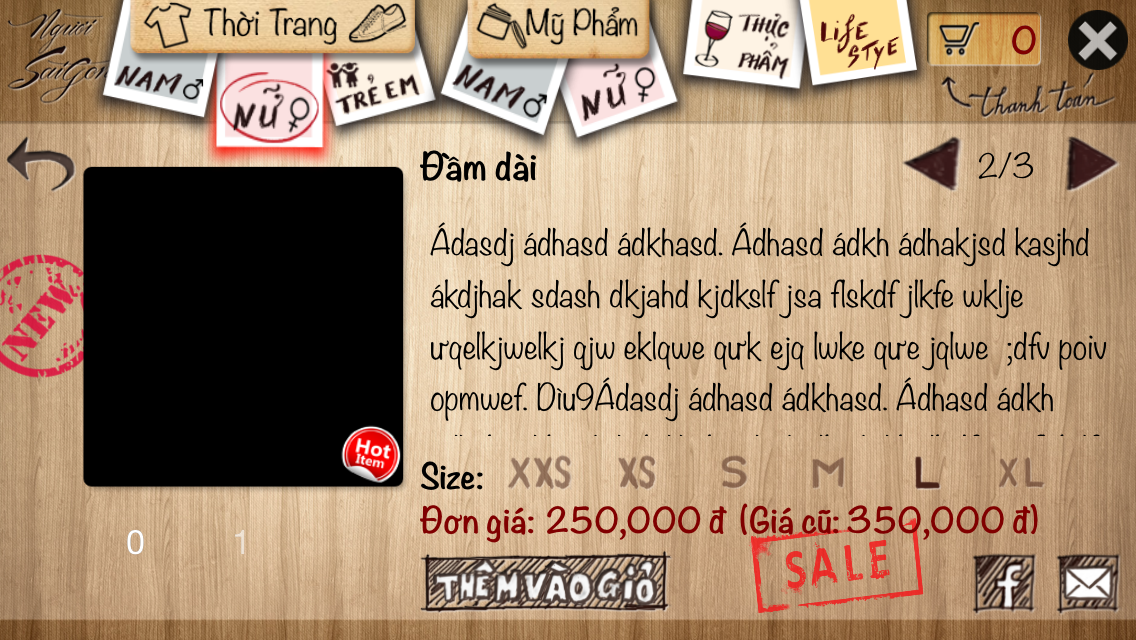 Người
SaiGon
Thời Trang
Mỹ Phẩm
NAM
NỮ
TRẺ EM
NAM
NỮ
THỰC
PHẨM
LiFE
STYE
0
thanh toán
Đầm dài
2/3
Ádasdj ádhasd ádkhasd. Ádhasd ádkh ádhakjsd kasjhd
ákdjhak sdash dkjahd kjdkslf jsa flskdf jlkfe wklje
ưqelkjwelkj qjw eklqwe qưk ejq lwke qưe jqlwe ;dfv poiv
opmwef. Dìu9Ádasdj ádhasd ádkhasd. Ádhasd ádkh
NEW
Hot
Item
Size: XXS XS S M L XL
Đơn giá: 250,000 đ (Giá cũ: 350,000 đ)
0 1
THÊM VÀO GIỎ
SALE
f